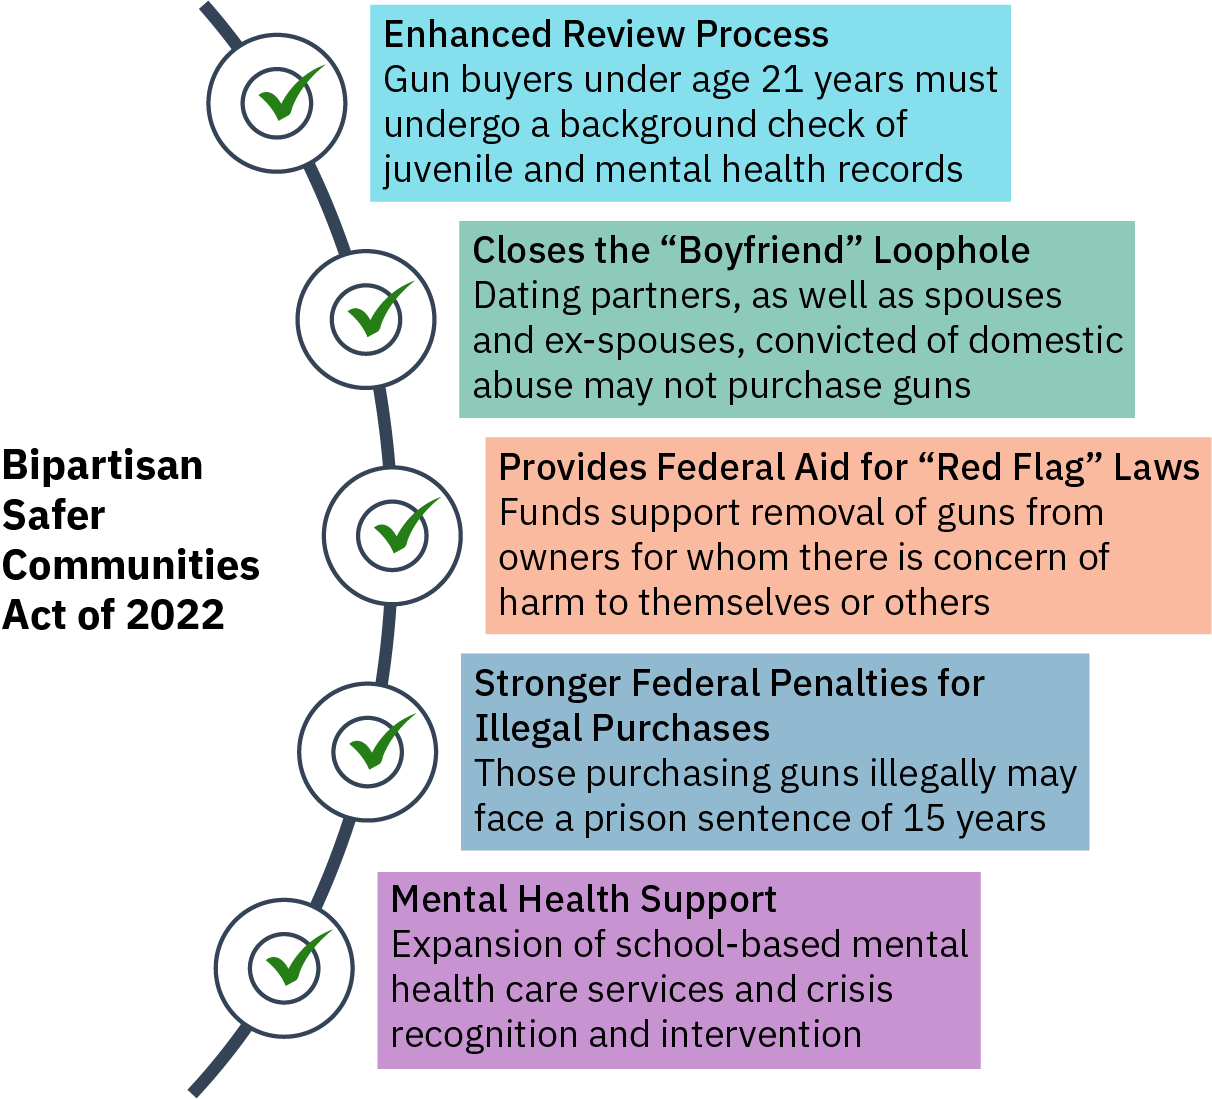 Bipartisan
Safer
Communities
Act of 2022
Enhanced Review Process
Gun buyers under age 21 years must
undergo a background check of
juvenile and mental health records
Closes the “Boyfriend” Loophole
Dating partners, as well as spouses
and ex-spouses, convicted of domestic
abuse may not purchase guns
Provides Federal Aid for “Red Flag” Laws
Funds support removal of guns from
owners for whom there is concern of
harm to themselves or others
Stronger Federal Penalties for
Illegal Purchases
Those purchasing guns illegally may
face a prison sentence of 15 years
Mental Health Support
Expansion of school-based mental
health care services and crisis
recognition and intervention